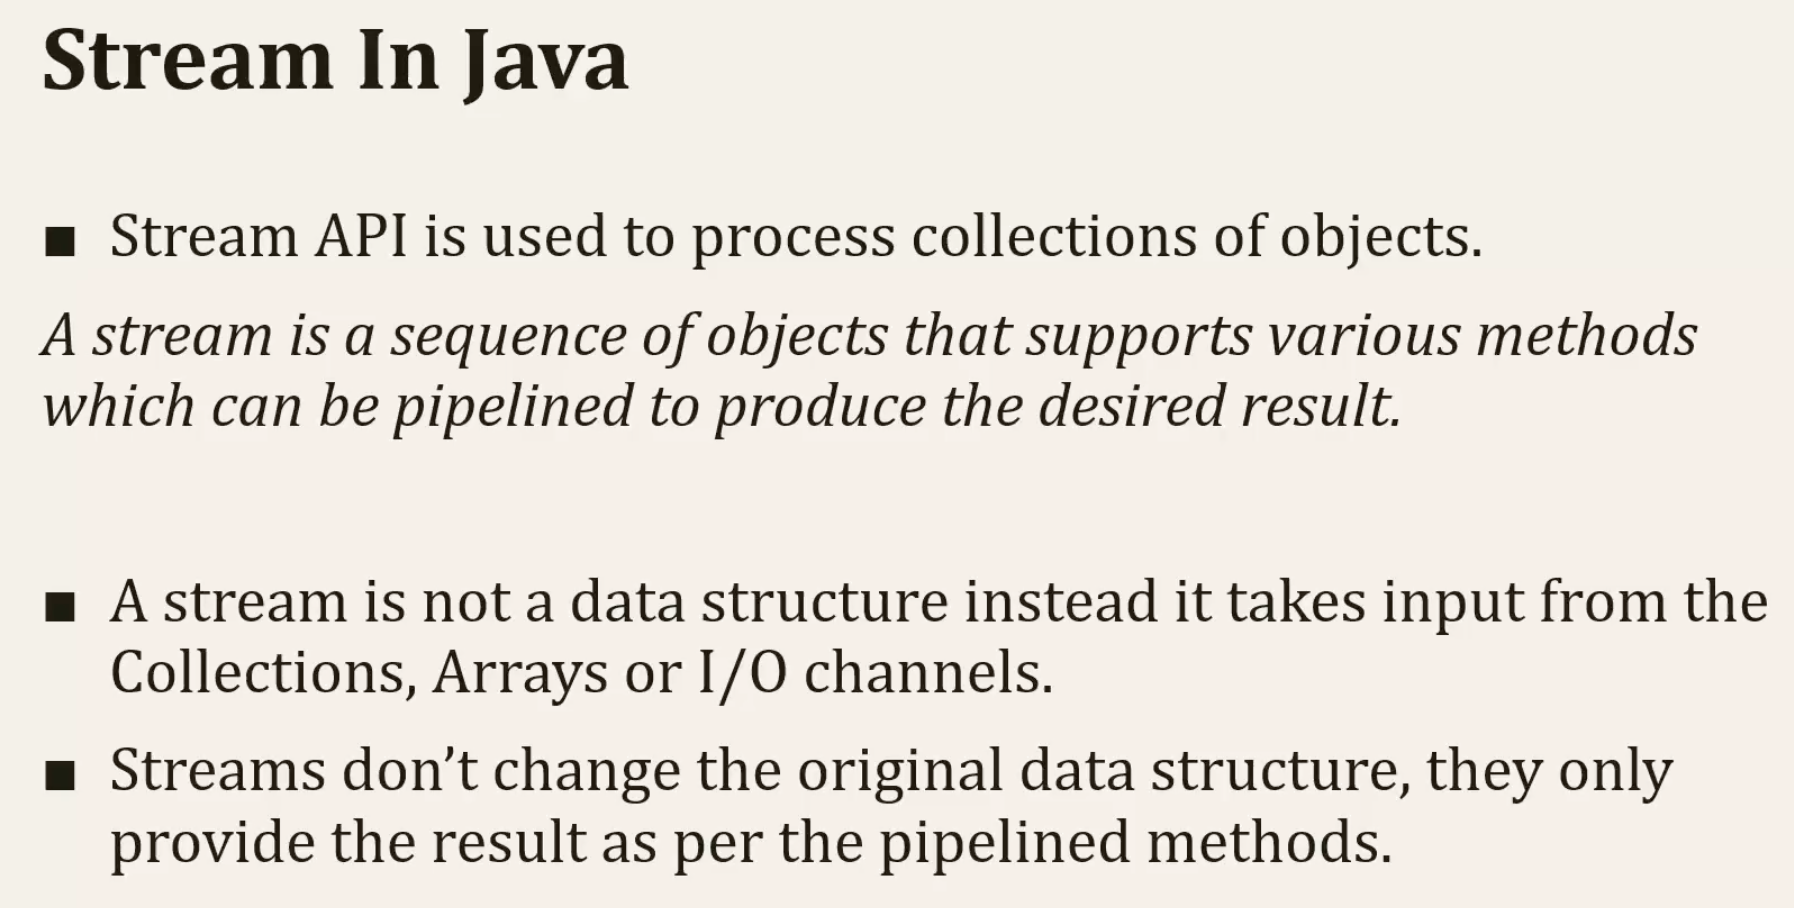 Stream In Java
▪ Stream API is used to process collections of objects.
A stream is a sequence of objects that supports various methods
which can be pipelined to produce the desired result.
▪ A stream is not a data structure instead it takes input from the
Collections, Arrays or I/O channels.
▪ Streams don’t change the original data structure, they only
provide the result as per the pipelined methods.